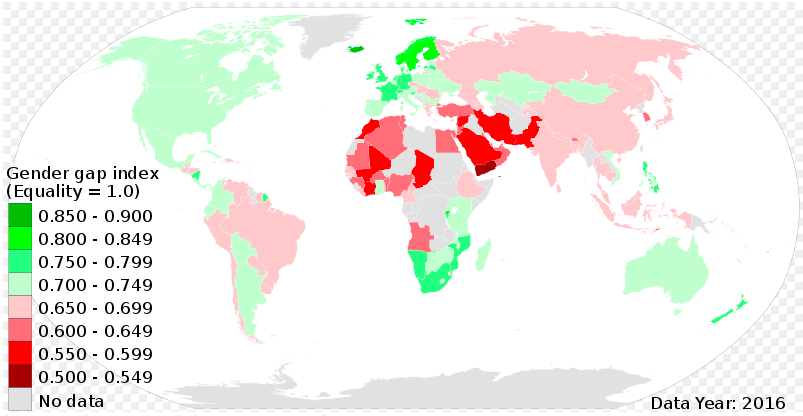 Gender gap index
(Equality = 1.0)
0.850 - 0.900
0.800 - 0.849
0.750 - 0.799
0.700 - 0.749
0.650 - 0.699
0.600 - 0.649
0.550 - 0.599
0.500 - 0.549
No data
Data Year: 2016